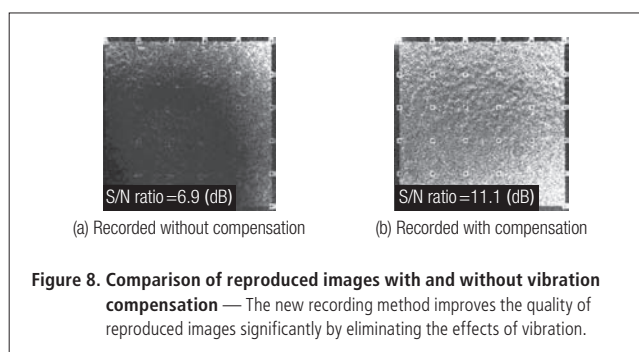 S/N ratio=6.9 (dB)
S/N ratio=11.1 (dB)
(a) Recorded without compensation
(b) Recorded with compensation
Figure 8. Comparison of reproduced images with and without vibration
compensation — The new recording method improves the quality of
reproduced images significantly by eliminating the effects of vibration.